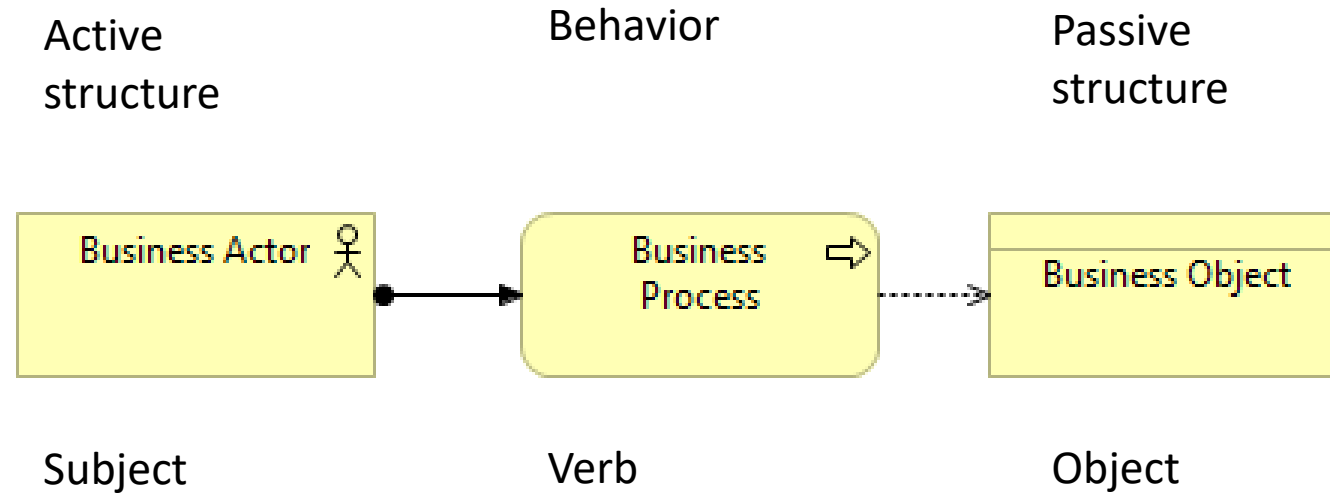 Active
structure
Behavior
Passive
structure
Business Actor
Business
Process
Business Object
Subject
Verb
Object